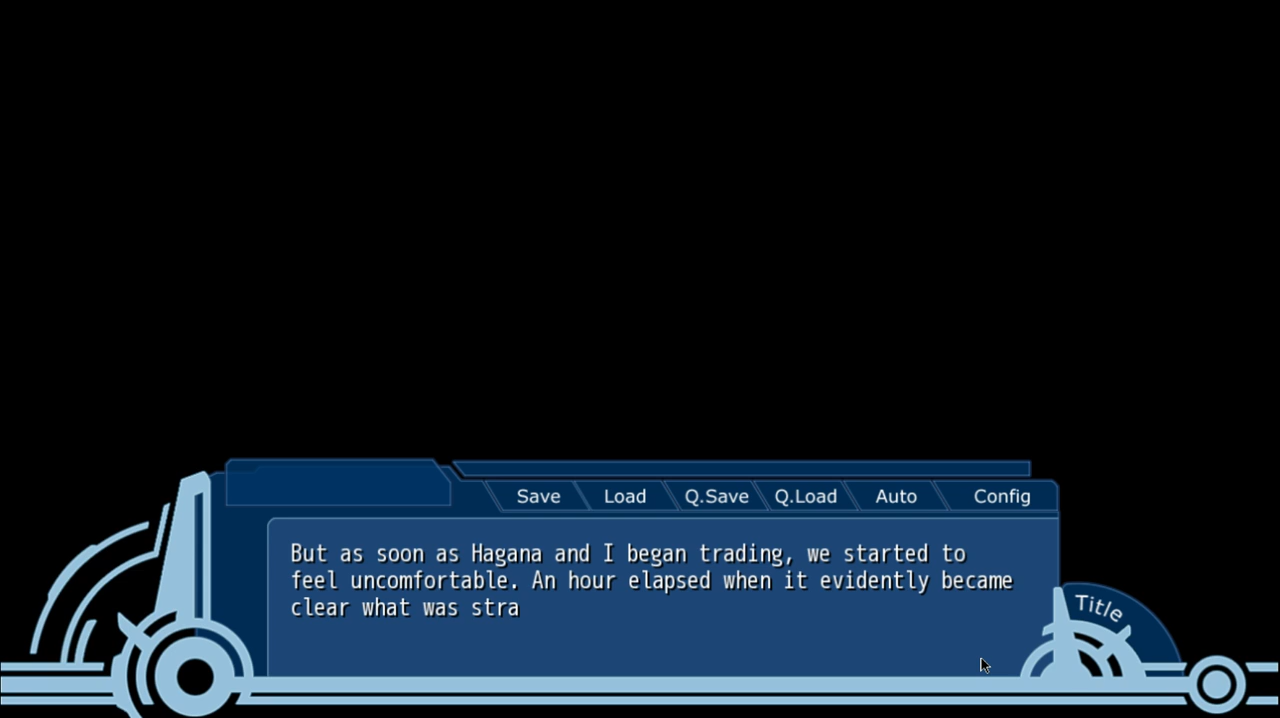 Save Load Q.Save Q.Load Auto Config
But as soon as Hagana and I began trading, we started to
feel uncomfortable. An hour elapsed when it evidently became
clear what was stra
Title